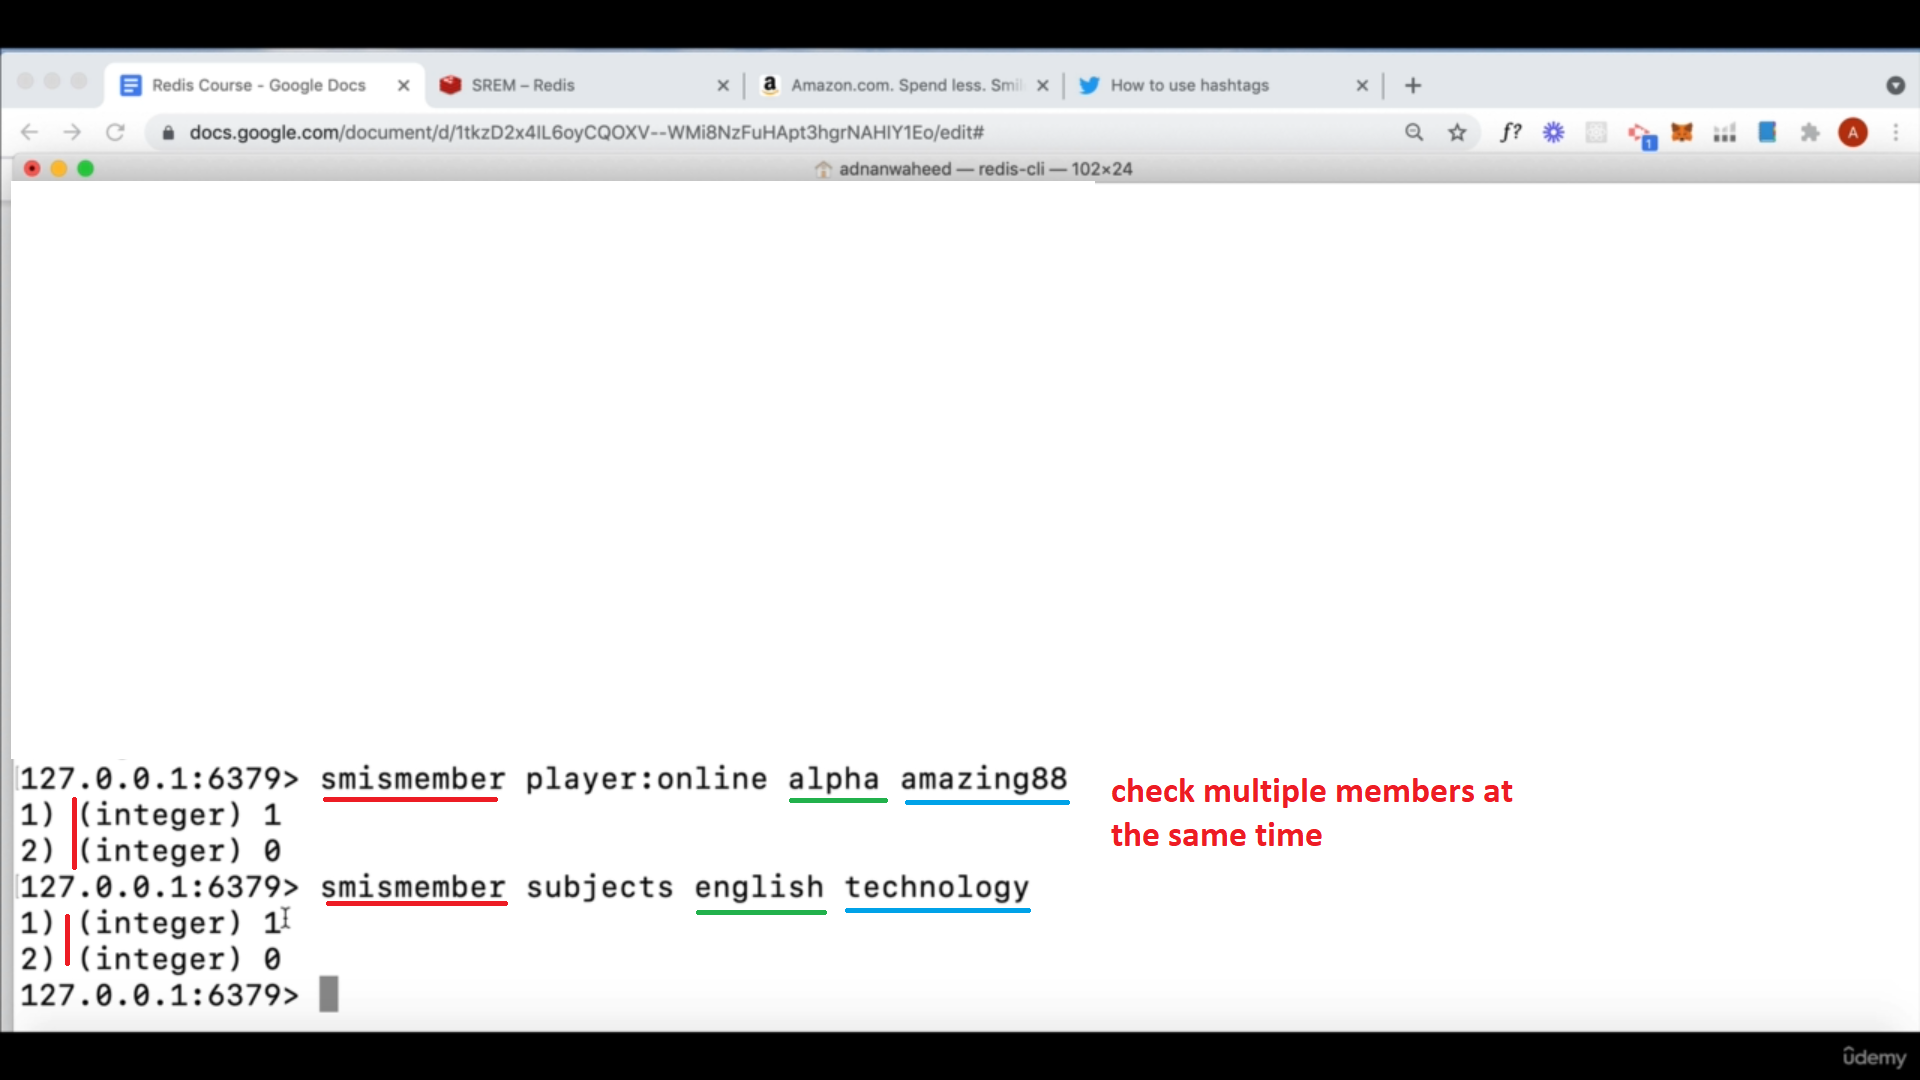 Redis Course - Google Docs
SREM – Redis
a Amazon.com. Spend less. Smil
How to use hashtags
docs.google.com/document/d/1tkzD2x4IL6oyCQOXV--WMi8NzFuHApt3hgrNAHIY1Eo/edit#
f?
1
A
adnanwaheed — redis-cli — 102×24
127.0.0.1:6379> smismember player:online alpha amazing88
1) (integer) 1
2) (integer) 0
127.0.0.1:6379> smismember subjects english technology
1) (integer) 1
2) (integer) 0
127.0.0.1:6379>
check multiple members at
the same time
ûdemy